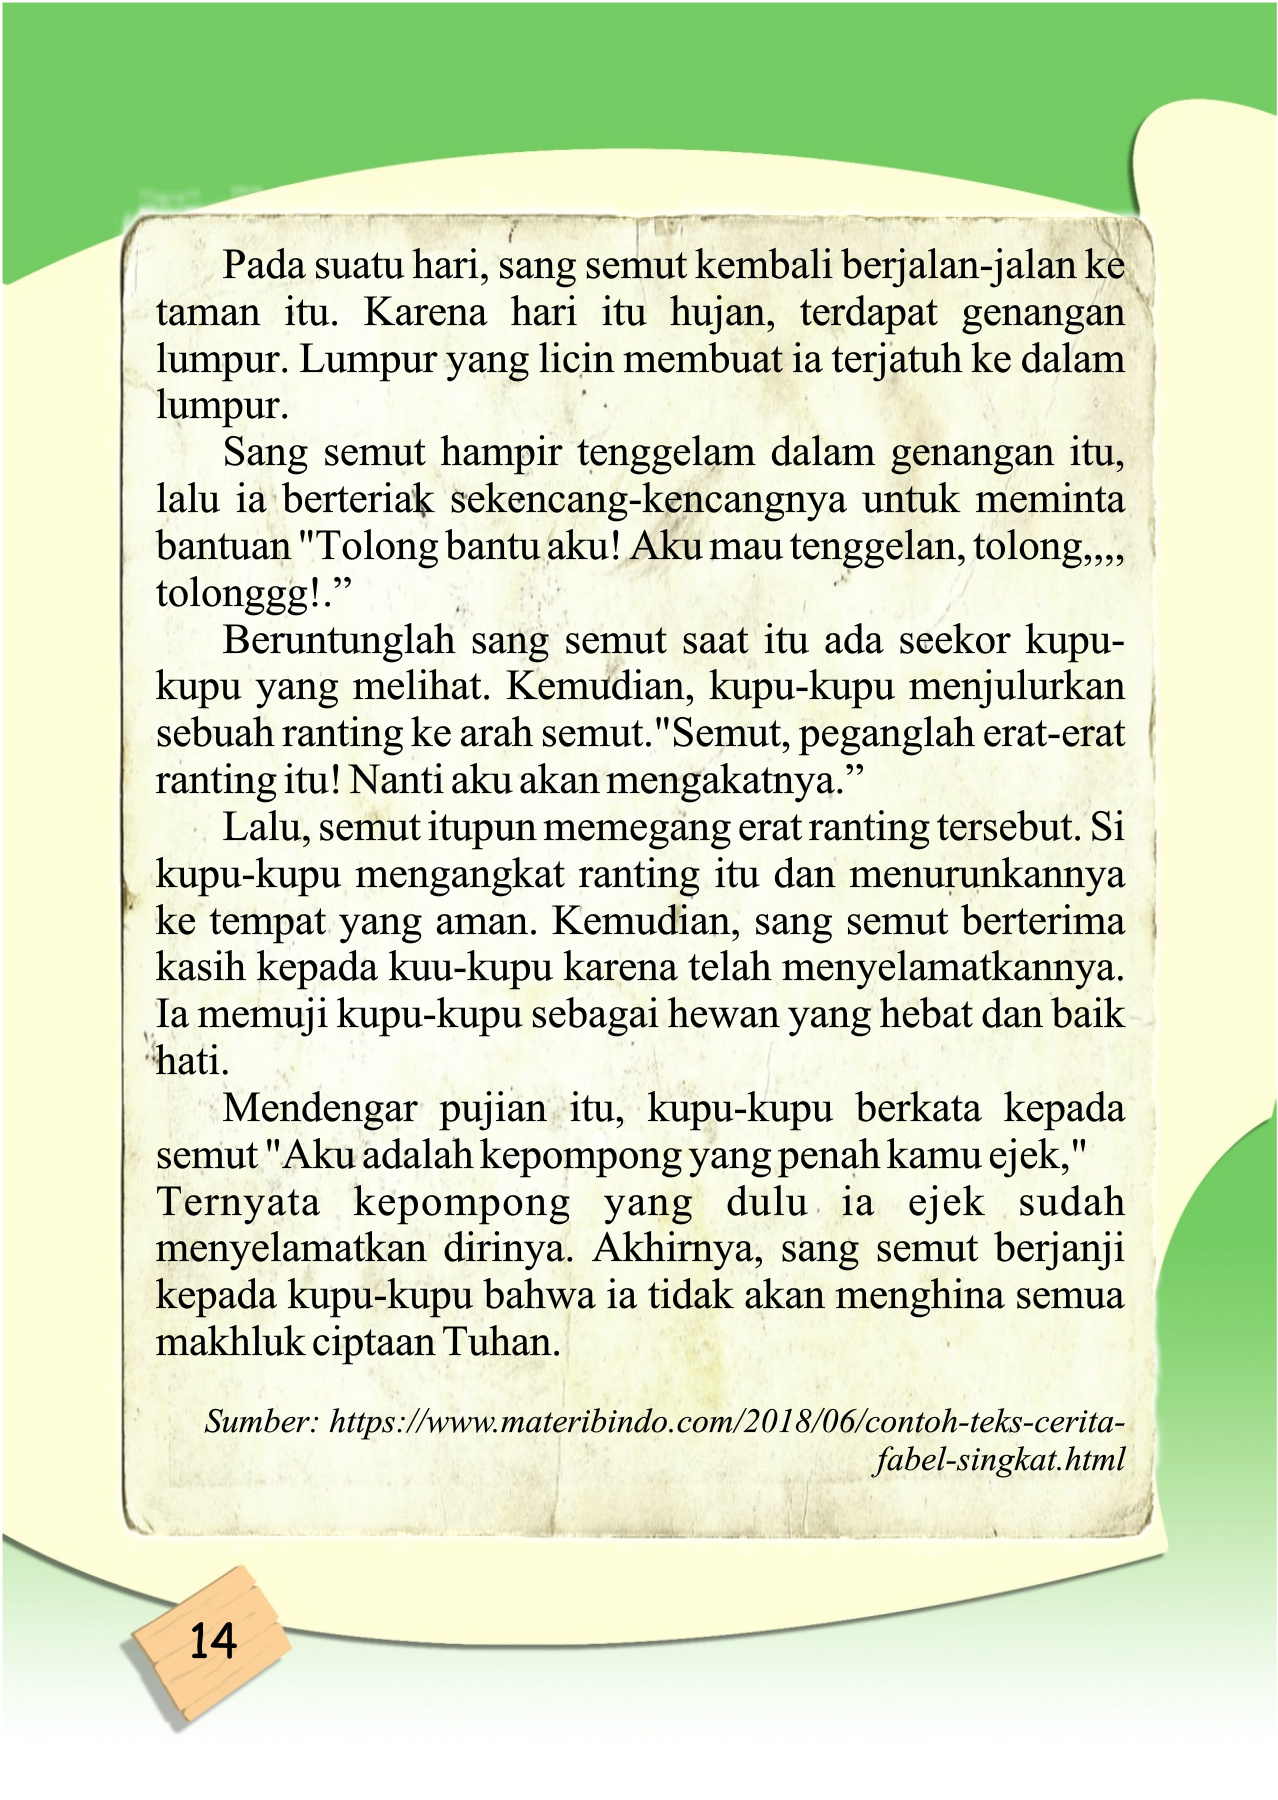 Pada suatu hari, sang semut kembali berjalan-jalan ke
taman itu. Karena hari itu hujan, terdapat genangan
lumpur. Lumpur yang licin membuat ia terjatuh ke dalam
lumpur.
Sang semut hampir tenggelam dalam genangan itu,
lalu ia berteriak sekencang-kencangnya untuk meminta
bantuan "Tolong bantu aku! Aku mau tenggelan, tolong,,,,
tolonggg!.”
Beruntunglah sang semut saat itu ada seekor kupu-
kupu yang melihat. Kemudian, kupu-kupu menjulurkan
sebuah ranting ke arah semut."Semut, peganglah erat-erat
ranting itu! Nanti aku akan mengakatnya.”
Lalu, semut itupun memegang erat ranting tersebut. Si
kupu-kupu mengangkat ranting itu dan menurunkannya
ke tempat yang aman. Kemudian, sang semut berterima
kasih kepada kuu-kupu karena telah menyelamatkannya.
Ia memuji kupu-kupu sebagai hewan yang hebat dan baik
hati.
Mendengar pujian itu, kupu-kupu berkata kepada
semut "Aku adalah kepompong yang penah kamu ejek,"
Ternyata kepompong yang dulu ia ejek sudah
menyelamatkan dirinya. Akhirnya, sang semut berjanji
kepada kupu-kupu bahwa ia tidak akan menghina semua
makhluk ciptaan Tuhan.
Sumber: https://www.materibindo.com/2018/06/contoh-teks-cerita-
fabel-singkat.html
14